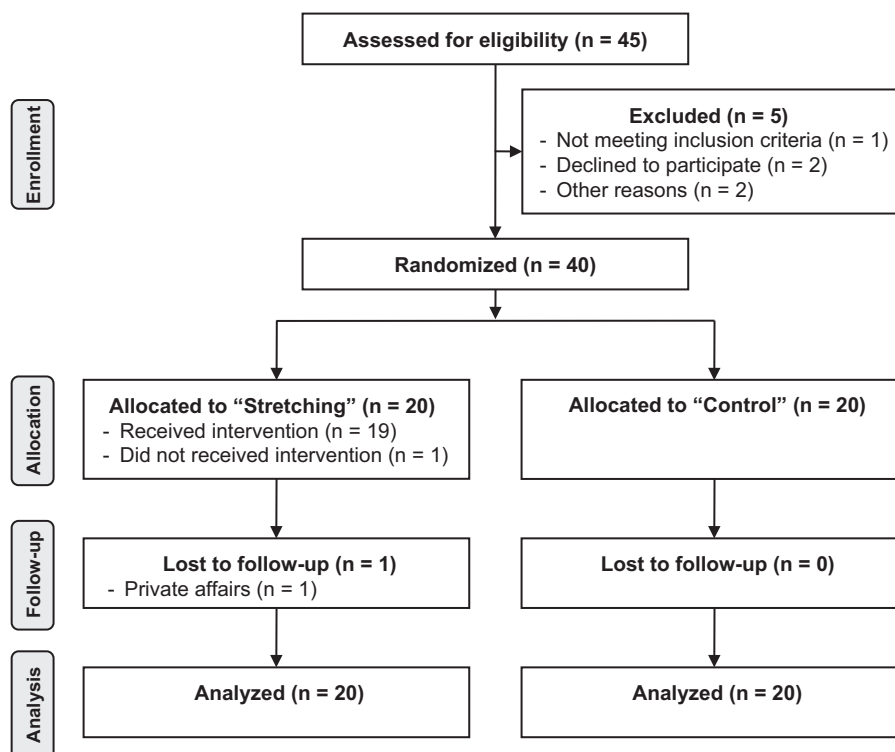 Assessed for eligibility (n = 45)
Enrollment
Excluded (n = 5)
- Not meeting inclusion criteria (n = 1)
- Declined to participate (n = 2)
- Other reasons (n = 2)
Randomized (n = 40)
Allocation
Allocated to “Stretching” (n = 20)
- Received intervention (n = 19)
- Did not received intervention (n = 1)
Allocated to “Control” (n = 20)
Follow-up
Lost to follow-up (n = 1)
- Private affairs (n = 1)
Lost to follow-up (n = 0)
Analysis
Analyzed (n = 20)
Analyzed (n = 20)